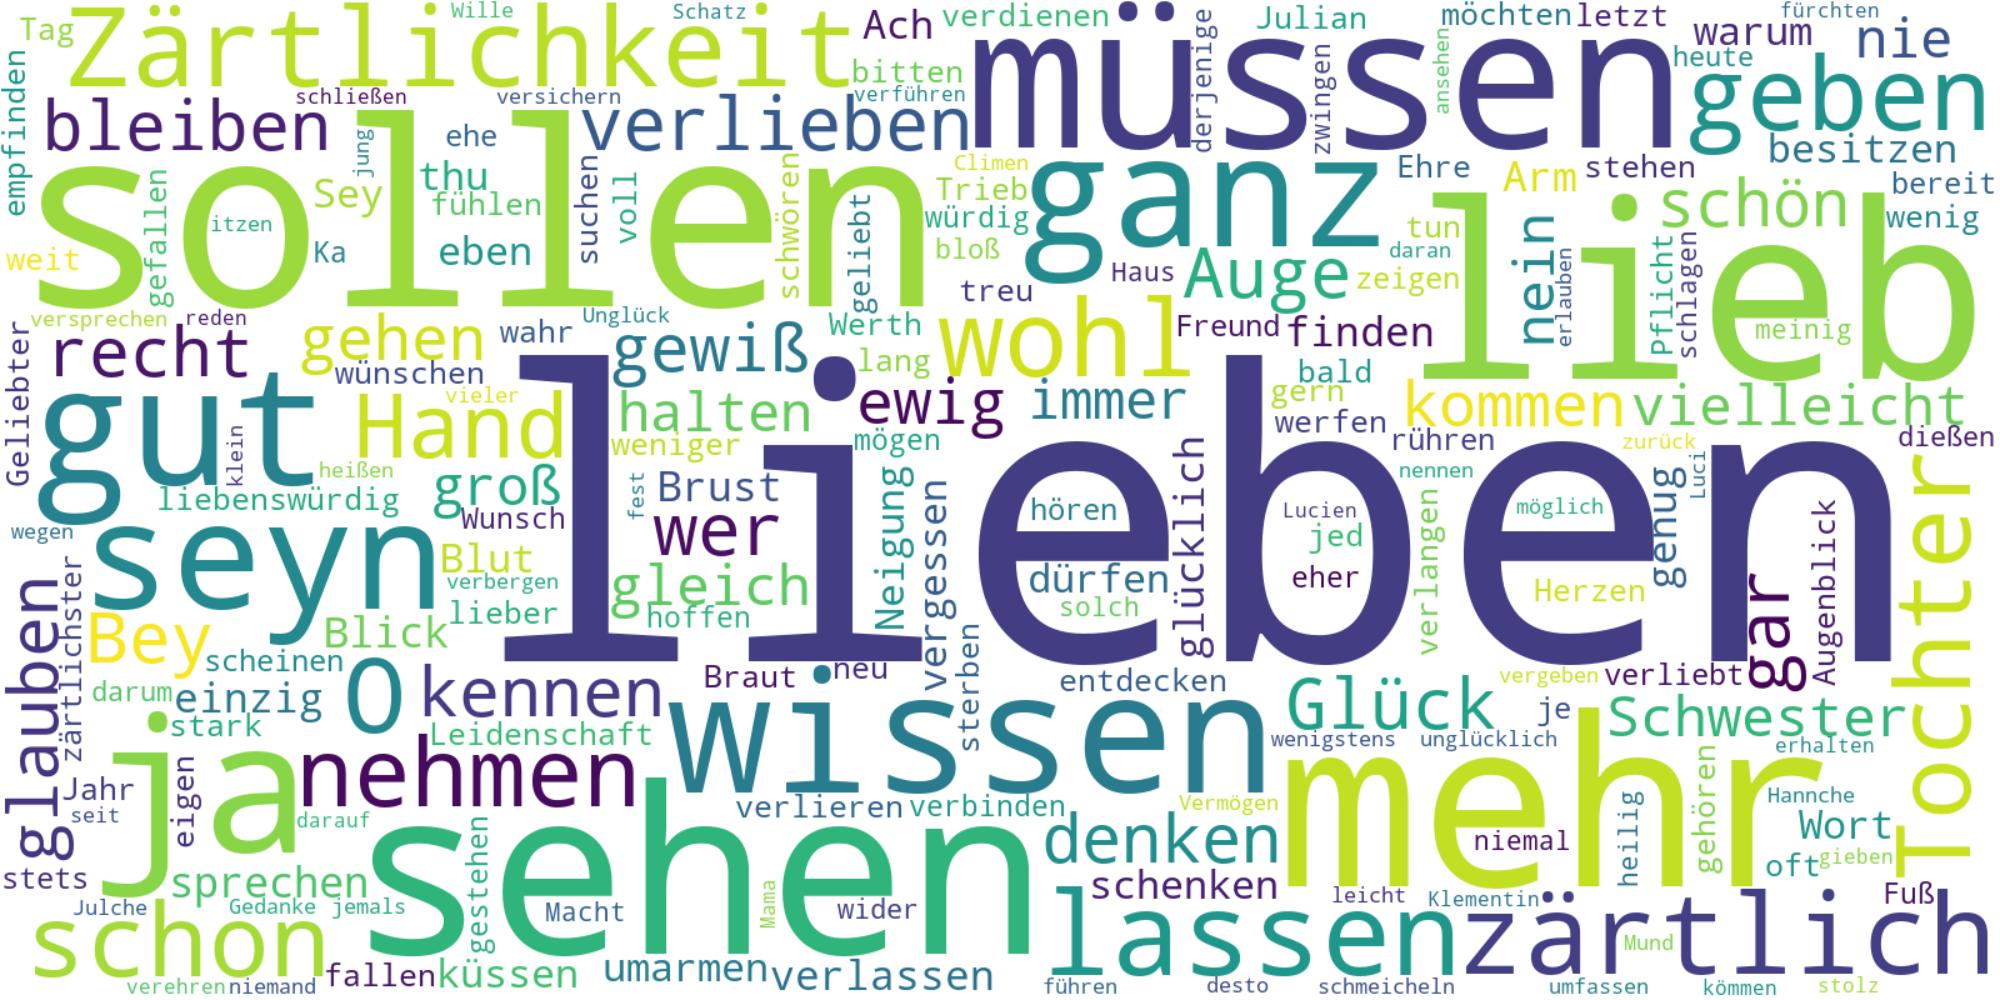 Tag
Zärtlichkeit
Wille
Schatz
Ach
verdienen
Julian
möchten
letzt
fürchten
warum
nie
heute
müssen
bitten
verführen
derjenige
zwingen
ansehen
geben
empfinden
bleiben
schließen
versichern
verlieben
ehe
jung
besitzen
sollen
Sey
thu
fühlen
suchen
voll
schwören
geliebt
Climen
Trieb
würdig
bloß
ganz
Ehre
Arm
stehen
bereit
wenig
schön
lieb
tun
daran
zeigen
nein
erlauben
Pflicht
schlagen
meinig
weit
gefallen
itzen
Ka
eben
treu
Haus
Auge
versprechen
reden
Geliebter
recht
gehen
wahr
Unglück
gewiß
Werth
lang
wohl
Freund
finden
bald
gern
wünschen
vieler
Hand
halten
weniger
ewig
immer
mögen
werfen
kommen
vielleicht
rühren
zurück
dießen
gut
klein
heißen
liebenswürdig
groß
Wunsch
fest
Brust
wer
Neigung
vergessen
lieben
hören
glücklich
Lucien
jed
eher
nennen
verlangen
möglich
genug
Luci
Herzen
Augenblick
Tochter
wegen
seyn
Blut
verbergen
lieber
gleich
hoffen
dürfen
solch
glauben
zärtlichster
Bey
Blick
scheinen
darum
einzig
O
stark
kennen
Leidenschaft
Braut
neu
sterben
entdecken
vergeben
verliebt
gar
Glück
je
Schwester
wenigstens
unglücklich
erhalten
ja
nehmen
wissen
mehr
Jahr
seit
eigen
darauf
sehen
verlieren
verbinden
Vermögen
denken
niemal
heilig
gehören
Hannche
Wort
oft
gieben
stets
sprechen
Julche
Gedanke
jemals
gestehen
Macht
Mama
wider
schenken
leicht
Klementin
Fuß
schon
lassen
zärtlich
Mund
verehren
niemand
fallen
küssen
umarmen
verlassen
führen
desto
schmeicheln
umfassen
kömmen
stolz